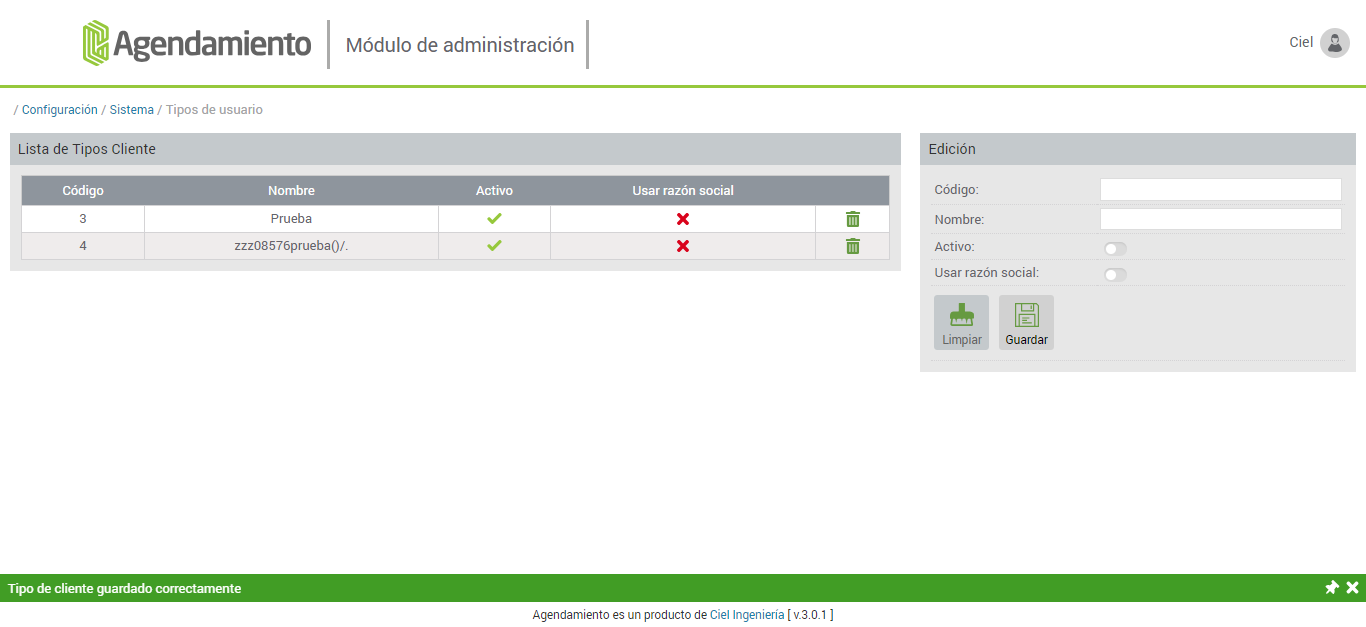 Agendamiento Módulo de administración Ciel
/ Configuración / Sistema / Tipos de usuario
Lista de Tipos Cliente
Código Nombre Activo Usar razón social
3 Prueba
4 zzz08576prueba()/.
Edición
Código:
Nombre:
Activo:
Usar razón social:
Limpiar Guardar
Tipo de cliente guardado correctamente
Agendamiento es un producto de Ciel Ingeniería [ v.3.0.1 ]